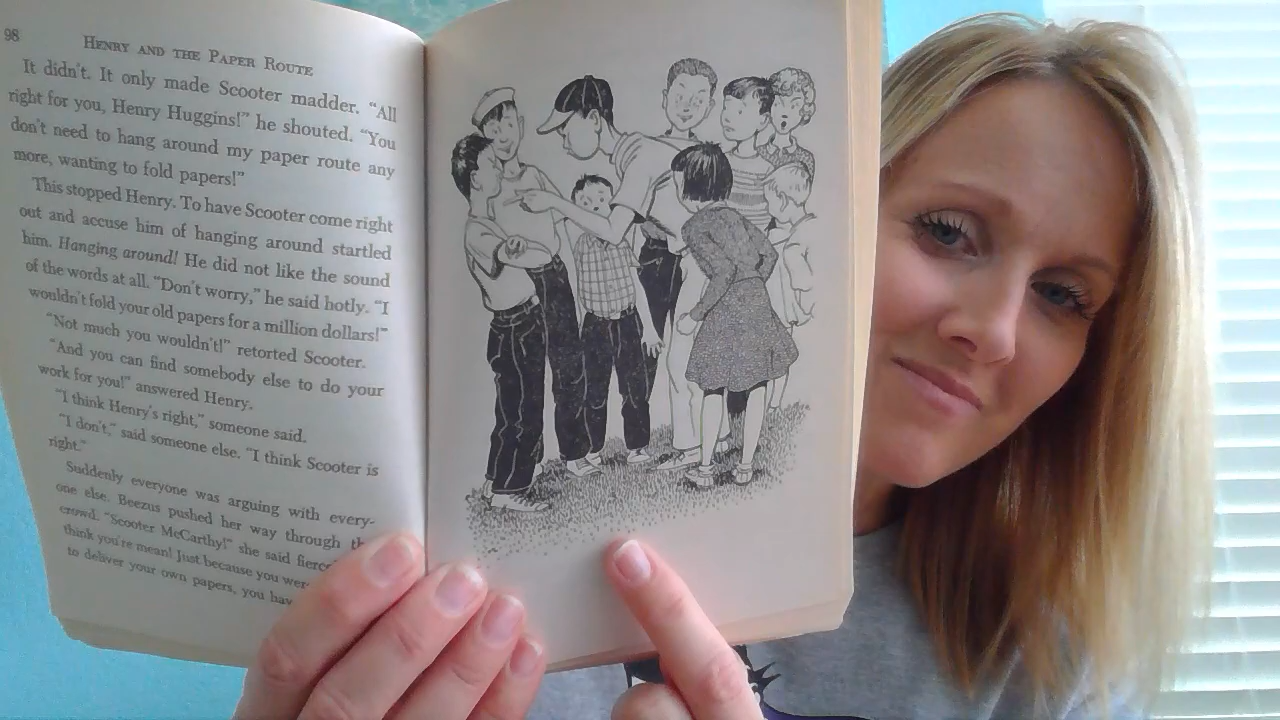 98
HENRY AND THE PAPER ROUTE
It didn't. It only made Scooter madder. "All
right for you, Henry Huggins!" he shouted. "You
don't need to hang around my paper route any
more, wanting to fold papers!"
This stopped Henry. To have Scooter come right
out and accuse him of hanging around startled
him. Hanging around! He did not like the sound
of the words at all. "Don't worry," he said hotly. "I
wouldn't fold your old papers for a million dollars!"
"Not much you wouldn't!" retorted Scooter.
"And you can find somebody else to do your
work for you!" answered Henry.
"I think Henry's right," someone said.
"I don't," said someone else. "I think Scooter is
right."
Suddenly everyone was arguing with every-
one else. Beezus pushed her way through
crowd. "Scooter McCarthy!" she said
think you're mean! Just because you
to deliver your own papers, you